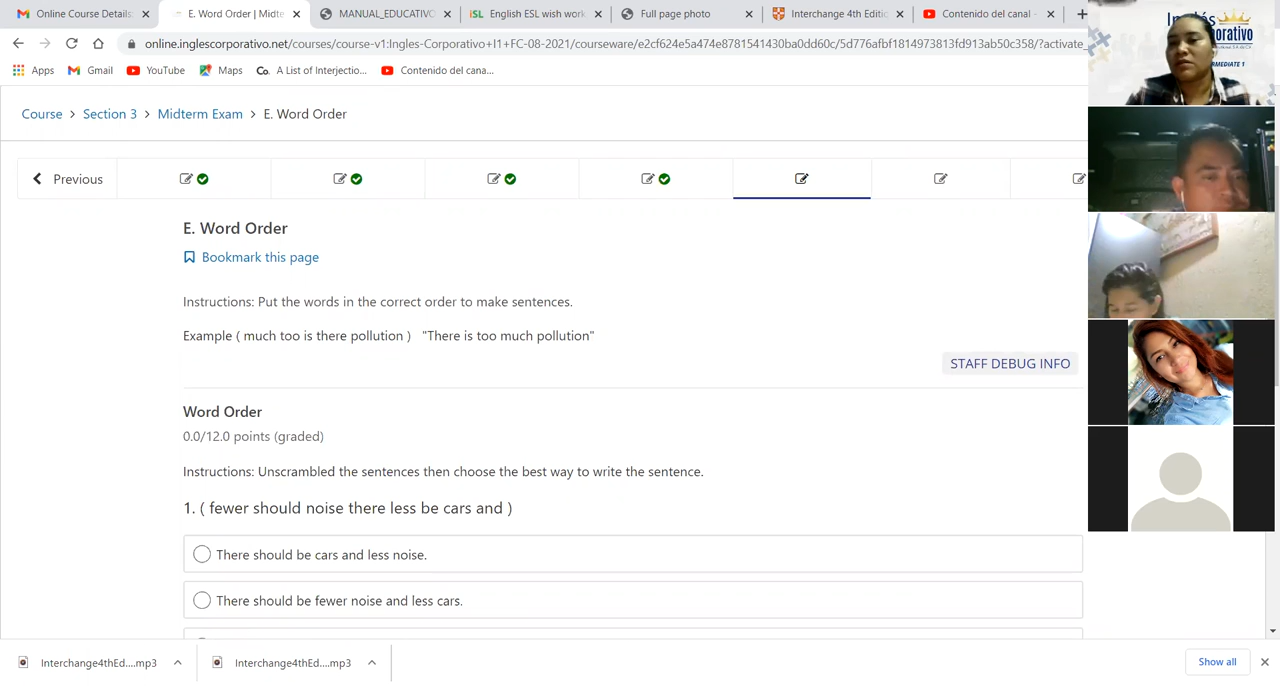 Online Course Details:
E. Word Order | Midte
MANUAL_EDUCATIVO
iSL English ESL wish work
Full page photo
Interchange 4th Editic
Contenido del canal -
online.inglescorporativo.net/courses/course-v1:Ingles-Corporativo+I1+FC-08-2021/courseware/e2cf624e5a474e8781541430ba0dd60c/5d776afbf1814973813fd913ab50c358/?activate_
Apps
Gmail
YouTube
Maps
Co. A List of Interjectio...
Contenido del cana...
Inglés
RMEDIATE 1
Course > Section 3 > Midterm Exam > E. Word Order
Previous
E. Word Order
Bookmark this page
Instructions: Put the words in the correct order to make sentences.
Example ( much too is there pollution ) "There is too much pollution"
STAFF DEBUG INFO
Word Order
0.0/12.0 points (graded)
Instructions: Unscrambled the sentences then choose the best way to write the sentence.
1. ( fewer should noise there less be cars and )
There should be cars and less noise.
There should be fewer noise and less cars.
Interchange4thEd....mp3
Interchange4thEd....mp3
Show all